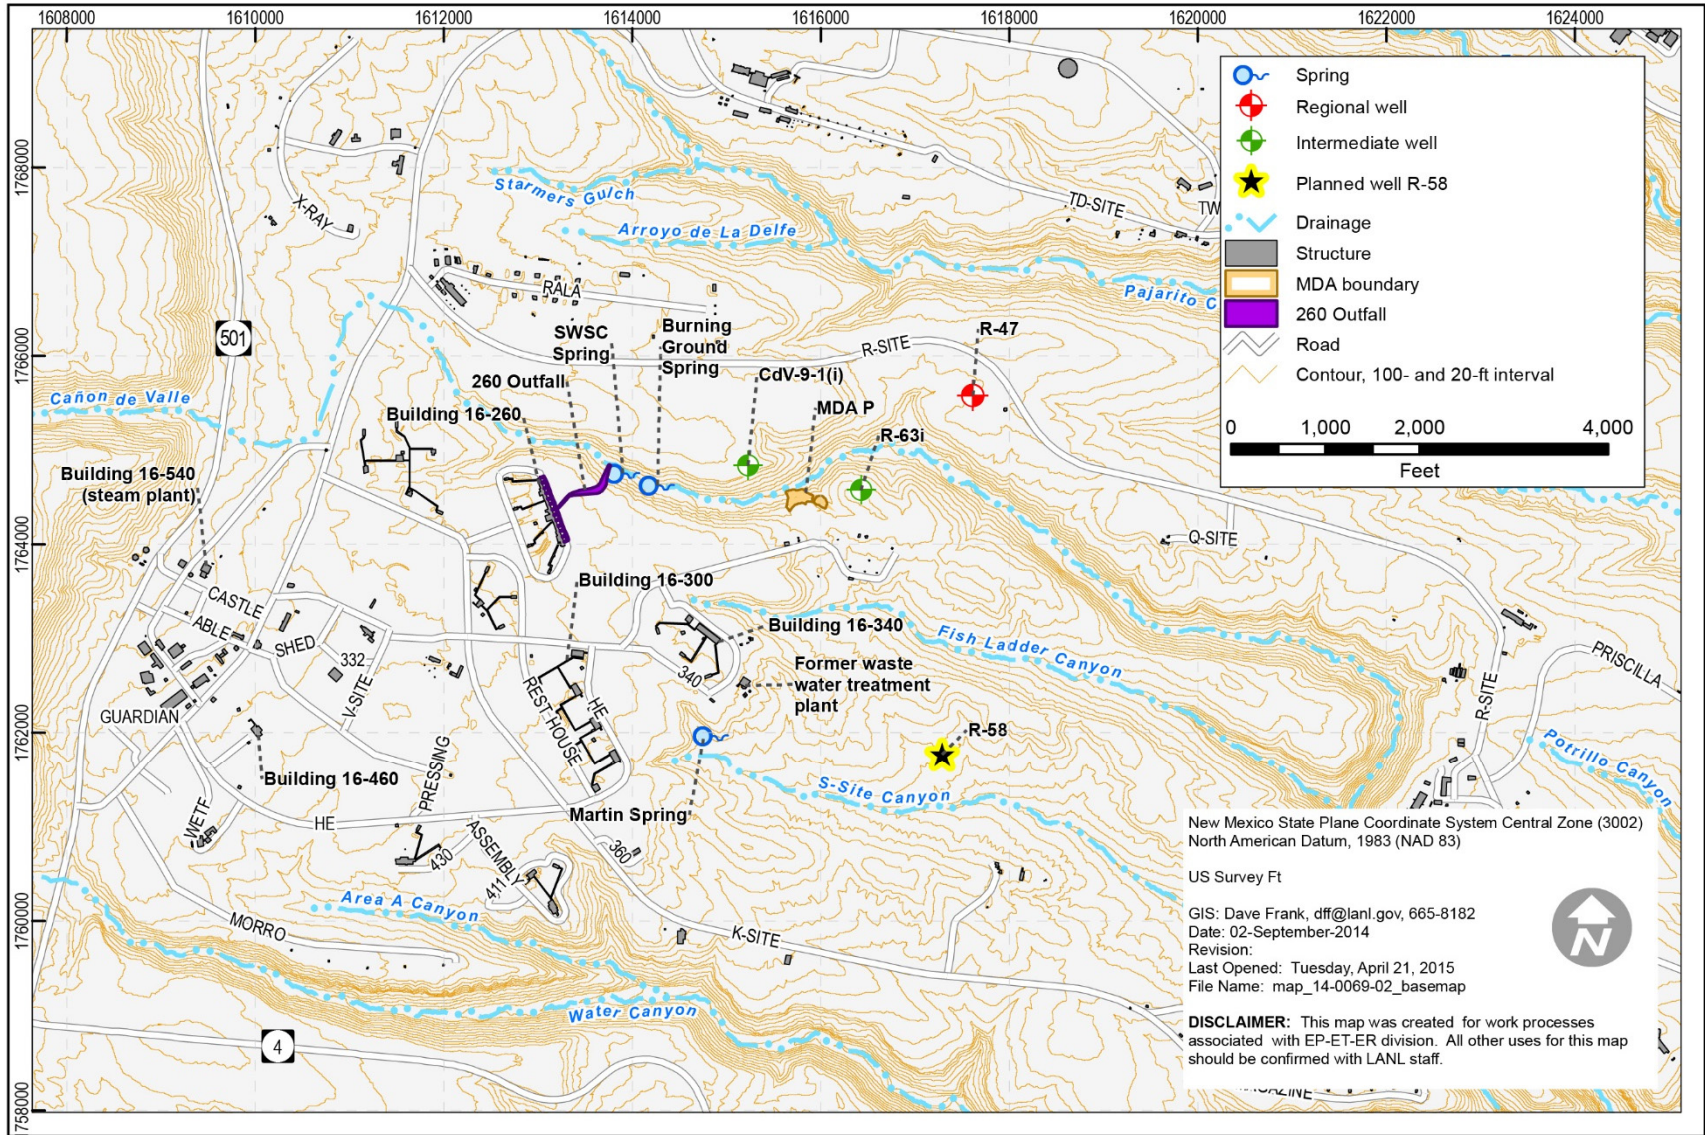 1608000
1610000
1612000
1614000
1616000
1618000
1620000
1622000
1624000
1768000
1766000
1764000
1762000
1760000
1758000
Spring
Regional well
Intermediate well
Planned well R-58
Drainage
Structure
MDA boundary
260 Outfall
Road
Contour, 100- and 20-ft interval
0
1,000
2,000
4,000
Feet
X-RAY
Starmers Gulch
Arroyo de La Delfe
TD-SITE
TW
Pajarito C
RALA
501
SWSC
Spring
Burning
Ground
Spring
R-SITE
R-47
260 Outfall
CdV-9-1(i)
MDA P
Cañon de Valle
Building 16-260
R-63i
Building 16-540
(steam plant)
Q-SITE
Building 16-300
CASTLE
ABLE
SHED
332
V-SITE
Building 16-340
Fish Ladder Canyon
PRISCILLA
Former waste
water treatment
plant
340
REST HOUSE
HE
GUARDIAN
R-SITE
R-58
Potrillo Canyon
Building 16-460
PRESSING
S-Site Canyon
Martin Spring
WETF
HE
ASSEMBLY
430
360
411
Area A Canyon
MORRO
K-SITE
Water Canyon
4
New Mexico State Plane Coordinate System Central Zone (3002)
North American Datum, 1983 (NAD 83)
US Survey Ft
GIS: Dave Frank, dff@lanl.gov, 665-8182
Date: 02-September-2014
Revision:
Last Opened: Tuesday, April 21, 2015
File Name: map_14-0069-02_basemap
N
DISCLAIMER: This map was created for work processes
associated with EP-ET-ER division. All other uses for this map
should be confirmed with LANL staff.